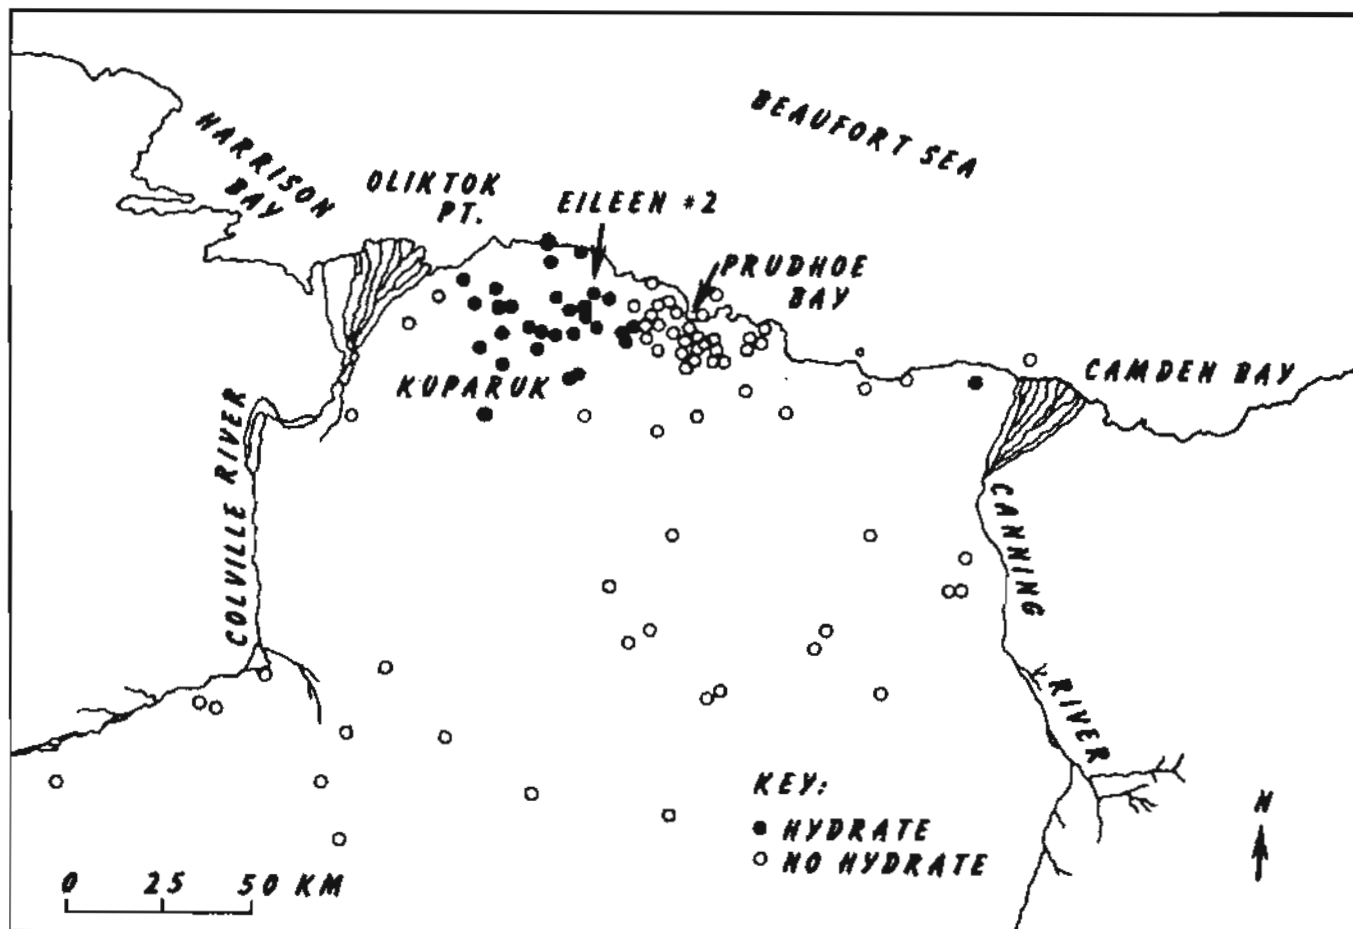 BEAUFORT SEA
HARRISON
BAY
OLIKTOK
PT.
EILEEN #2
PRUDHOE
BAY
KUPARUK
CAMDEN BAY
COLVILLE RIVER
CANNING
RIVER
KEY:
HYDRATE
NO HYDRATE
N
0 25 50 KM